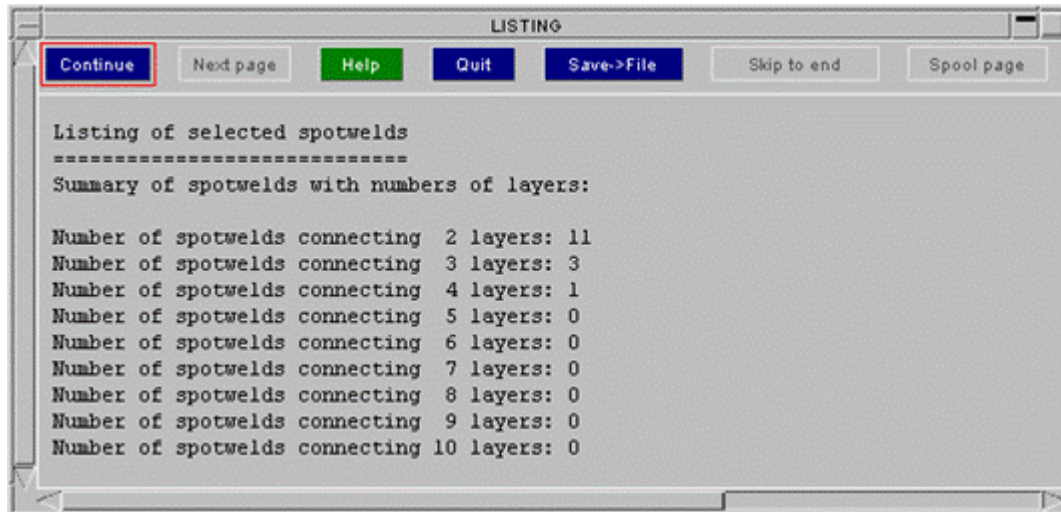 LISTING
Continue Next page Help Quit Save->File Skip to end Spool page
Listing of selected spotwelds
=============================
Summary of spotwelds with numbers of layers:
Number of spotwelds connecting  2 layers: 11
Number of spotwelds connecting  3 layers: 3
Number of spotwelds connecting  4 layers: 1
Number of spotwelds connecting  5 layers: 0
Number of spotwelds connecting  6 layers: 0
Number of spotwelds connecting  7 layers: 0
Number of spotwelds connecting  8 layers: 0
Number of spotwelds connecting  9 layers: 0
Number of spotwelds connecting 10 layers: 0